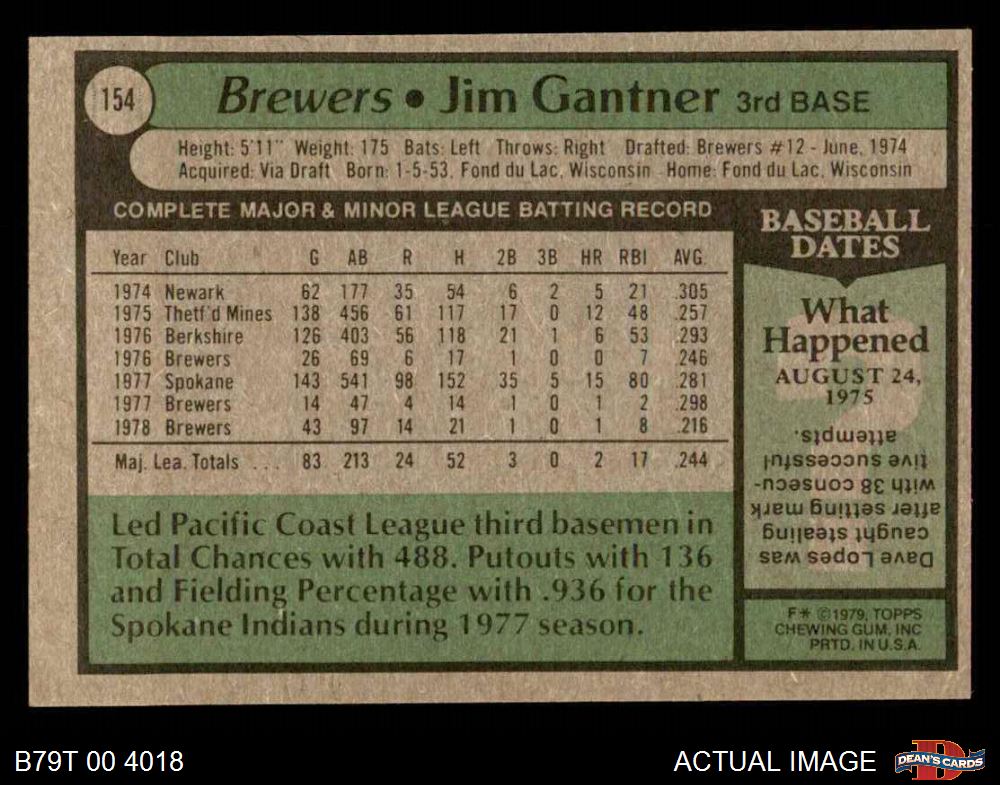 154
Brewers • Jim Gantner 3rd BASE
Height: 5'11" Weight: 175 Bats: Left Throws: Right Drafted: Brewers #12 - June, 1974
Acquired: Via Draft Born: 1-5-53, Fond du Lac, Wisconsin Home: Fond du Lac, Wisconsin
COMPLETE MAJOR & MINOR LEAGUE BATTING RECORD
Year Club G AB R H 2B 3B HR RBI AVG.
1974 Newark 62 177 35 54 6 2 5 21 .305
1975 Thetf'd Mines 138 456 61 117 17 0 12 48 .257
1976 Berkshire 126 403 56 118 21 1 6 53 .293
1976 Brewers 26 69 6 17 1 0 0 7 .246
1977 Spokane 143 541 98 152 35 5 15 80 .281
1977 Brewers 14 47 4 14 1 0 1 2 .298
1978 Brewers 43 97 14 21 1 0 1 8 .216
Maj. Lea. Totals ... 83 213 24 52 3 0 2 17 .244
Led Pacific Coast League third basemen in
Total Chances with 488. Putouts with 136
and Fielding Percentage with .936 for the
Spokane Indians during 1977 season.
BASEBALL
DATES
What
Happened
AUGUST 24,
1975
Dave Lopes was
caught stealing
after setting mark
with 38 consecu-
tive successful
attempts.
F* ©1979, TOPPS
CHEWING GUM, INC
PRTD. IN U.S.A.
B79T 00 4018
ACTUAL IMAGE
D
DEAN'S CARDS